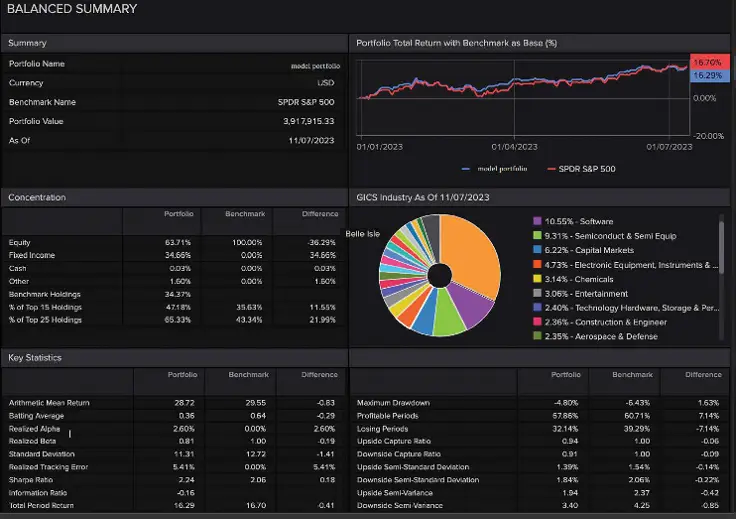 BALANCED SUMMARY
Summary
Portfolio Name model portfolio
Currency USD
Benchmark Name SPDR S&P 500
Portfolio Value 3,917,915.33
As Of 11/07/2023
Portfolio Total Return with Benchmark as Base (%)
16.70%
16.29%
0.00%
-20.00%
01/01/2023 01/04/2023 01/07/2023
model portfolio SPDR S&P 500
Concentration
Portfolio Benchmark Difference
Equity 63.71% 100.00% -36.29%
Fixed Income 34.66% 0.00% 34.66%
Cash 0.03% 0.00% 0.03%
Other 1.60% 0.00% 1.60%
Benchmark Holdings 34.37%
% of Top 15 Holdings 47.18% 35.63% 11.55%
% of Top 25 Holdings 65.33% 43.34% 21.99%
GICS Industry As Of 11/07/2023
Belle Isle
10.55% - Software
9.31% - Semiconduct & Semi Equip
6.22% - Capital Markets
4.73% - Electronic Equipment, Instruments & ...
3.14% - Chemicals
3.06% - Entertainment
2.40% - Technology Hardware, Storage & Per...
2.36% - Construction & Engineer
2.35% - Aerospace & Defense
Key Statistics
Portfolio Benchmark Difference
Arithmetic Mean Return 28.72 29.55 -0.83
Batting Average 0.36 0.64 -0.29
Realized Alpha 2.60% 0.00% 2.60%
Realized Beta 0.81 1.00 -0.19
Standard Deviation 11.31 12.72 -1.41
Realized Tracking Error 5.41% 0.00% 5.41%
Sharpe Ratio 2.24 2.06 0.18
Information Ratio -0.16
Total Period Return 16.29 16.70 -0.41
Portfolio Benchmark Difference
Maximum Drawdown -4.80% -6.43% 1.63%
Profitable Periods 67.86% 60.71% 7.14%
Losing Periods 32.14% 39.29% -7.14%
Upside Capture Ratio 0.94 1.00 -0.06
Downside Capture Ratio 0.91 1.00 -0.09
Upside Semi-Standard Deviation 1.39% 1.54% -0.14%
Downside Semi-Standard Deviation 1.84% 2.06% -0.22%
Upside Semi-Variance 1.94 2.37 -0.42
Downside Semi-Variance 3.40 4.25 -0.85